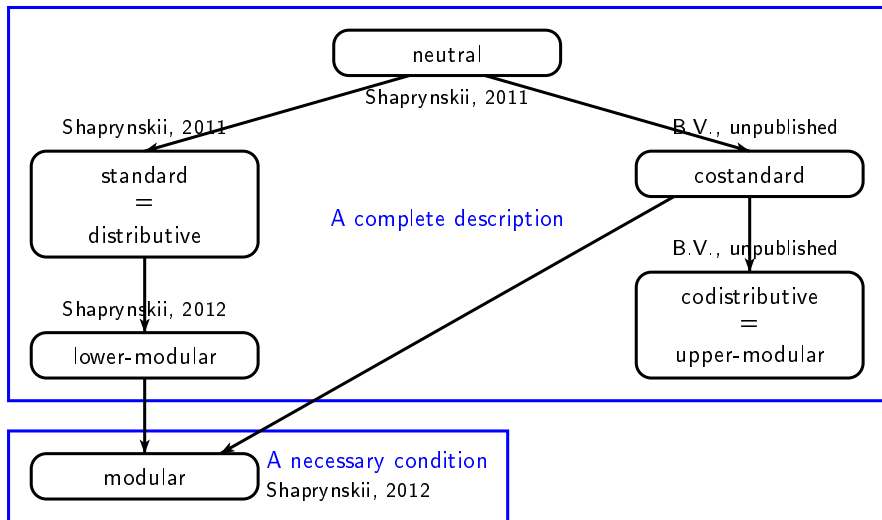 neutral
Shaprynskii, 2011
Shaprynskii, 2011
B.V., unpublished
standard
=
distributive
costandard
A complete description
B.V., unpublished
codistributive
=
upper-modular
Shaprynskii, 2012
lower-modular
modular
A necessary condition
Shaprynskii, 2012